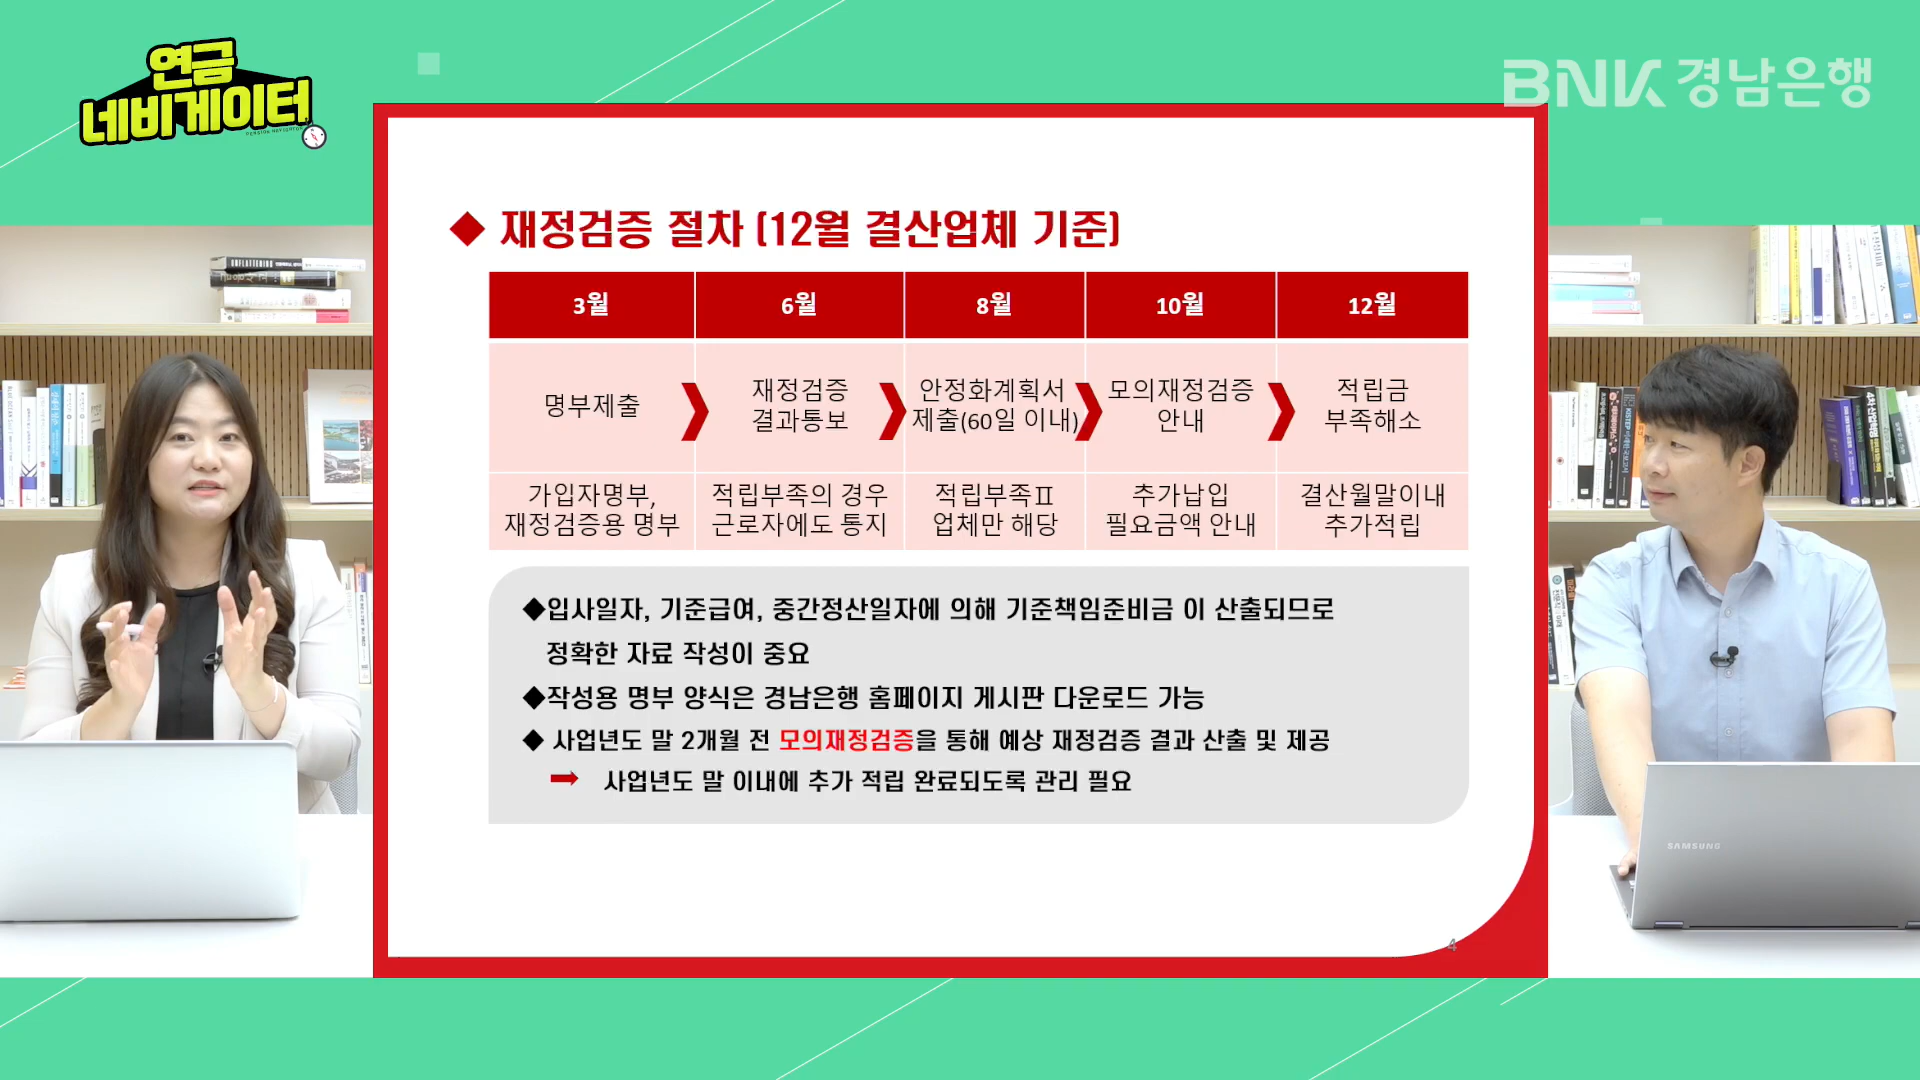 연금
네비게이터
BNK 경남은행
◆ 재정검증 절차 (12월 결산업체 기준)
3월 6월 8월 10월 12월
명부제출
재정검증
결과통보
안정화계획서
제출(60일 이내)
모의재정검증
안내
적립금
부족해소
가입자명부,
재정검증용 명부
적립부족의 경우
근로자에도 통지
적립부족Ⅱ
업체만 해당
추가납입
필요금액 안내
결산월말이내
추가적립
◆입사일자, 기준급여, 중간정산일자에 의해 기준책임준비금 이 산출되므로
정확한 자료 작성이 중요
◆작성용 명부 양식은 경남은행 홈페이지 게시판 다운로드 가능
◆ 사업년도 말 2개월 전 모의재정검증을 통해 예상 재정검증 결과 산출 및 제공
➡ 사업년도 말 이내에 추가 적립 완료되도록 관리 필요
4
SAMSUNG